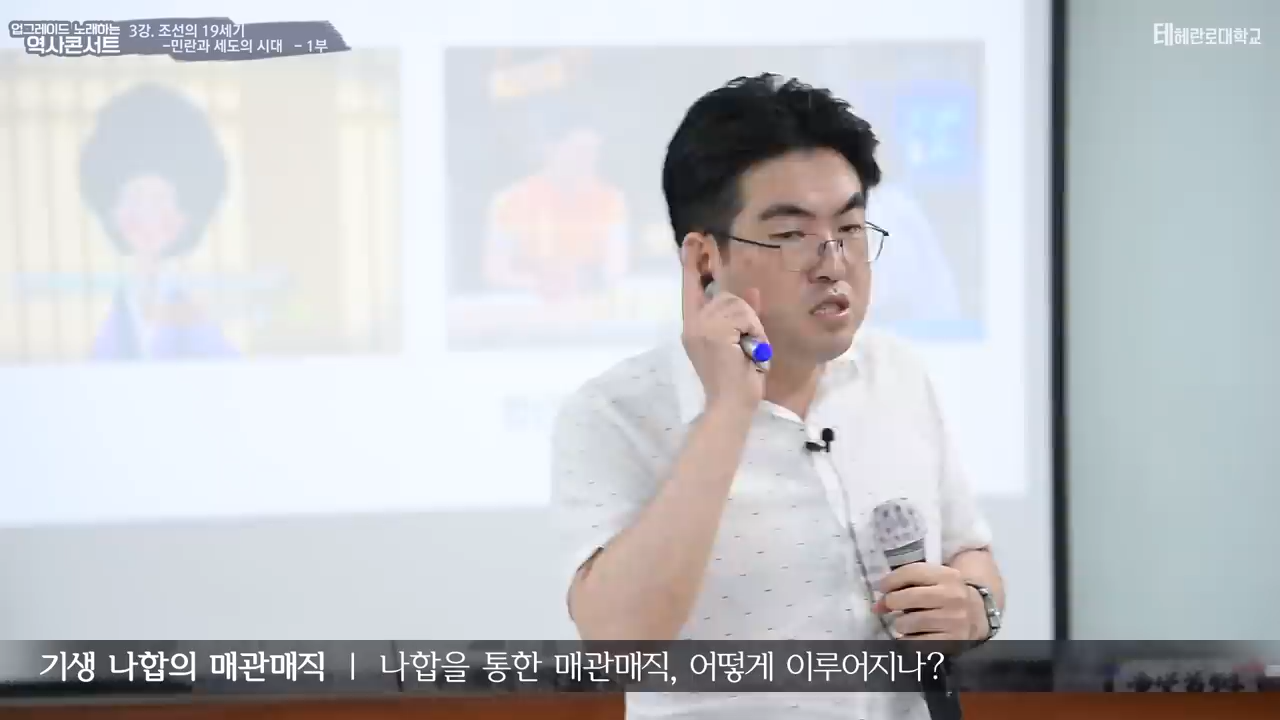 업그레이드 노래하는
역사콘서트
3강. 조선의 19세기
-민란과 세도의 시대 - 1부
테헤란로대학교
기생 나합의 매관매직 | 나합을 통한 매관매직, 어떻게 이루어지나?